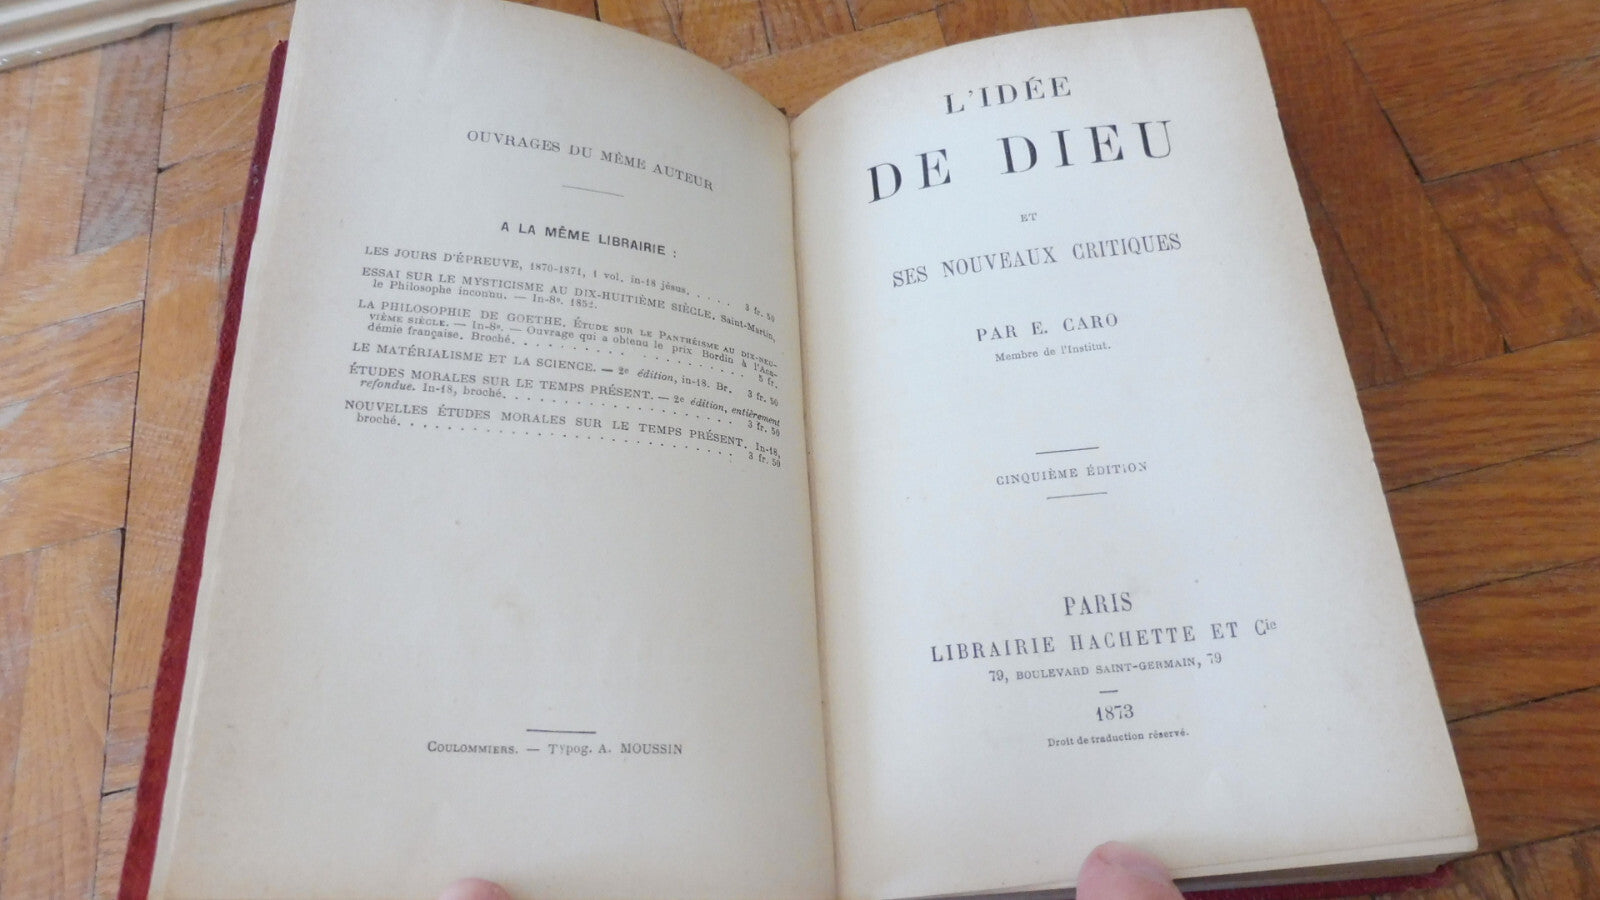 OUVRAGES DU MÊME AUTEUR
A LA MÊME LIBRAIRIE :
LES JOURS D'ÉPREUVE, 1870-1871, 1 vol. in-18 jésus. . . . . 3 fr. 50
ESSAI SUR LE MYSTICISME AU DIX-HUITIÈME SIÈCLE. Saint-Martin,
le Philosophe inconnu. — In-8º. 1852.
LA PHILOSOPHIE DE GOETHE. ÉTUDE SUR LE PANTHÉISME AU DIX-NEU-
VIÈME SIÈCLE. — In-8º. — Ouvrage qui a obtenu le prix Bordin à l'Aca-
démie française. Broché. . . . . . . . . . . . . . . . . . 5 fr.
LE MATÉRIALISME ET LA SCIENCE. — 2e édition, in-18. Br. 3 fr. 50
ÉTUDES MORALES SUR LE TEMPS PRÉSENT. — 2e édition, entièrement
refondue. In-18, broché. . . . . . . . . . . . . . . . . . 3 fr. 50
NOUVELLES ÉTUDES MORALES SUR LE TEMPS PRÉSENT. In-18,
broché. . . . . . . . . . . . . . . . . . . . . . . . . . 3 fr. 50
COULOMMIERS. — Typog. A. MOUSSIN
L'IDÉE
DE DIEU
ET
SES NOUVEAUX CRITIQUES
PAR E. CARO
Membre de l'Institut.
CINQUIÈME ÉDITION
PARIS
LIBRAIRIE HACHETTE ET Cie
79, BOULEVARD SAINT-GERMAIN, 79
1873
Droit de traduction réservé.